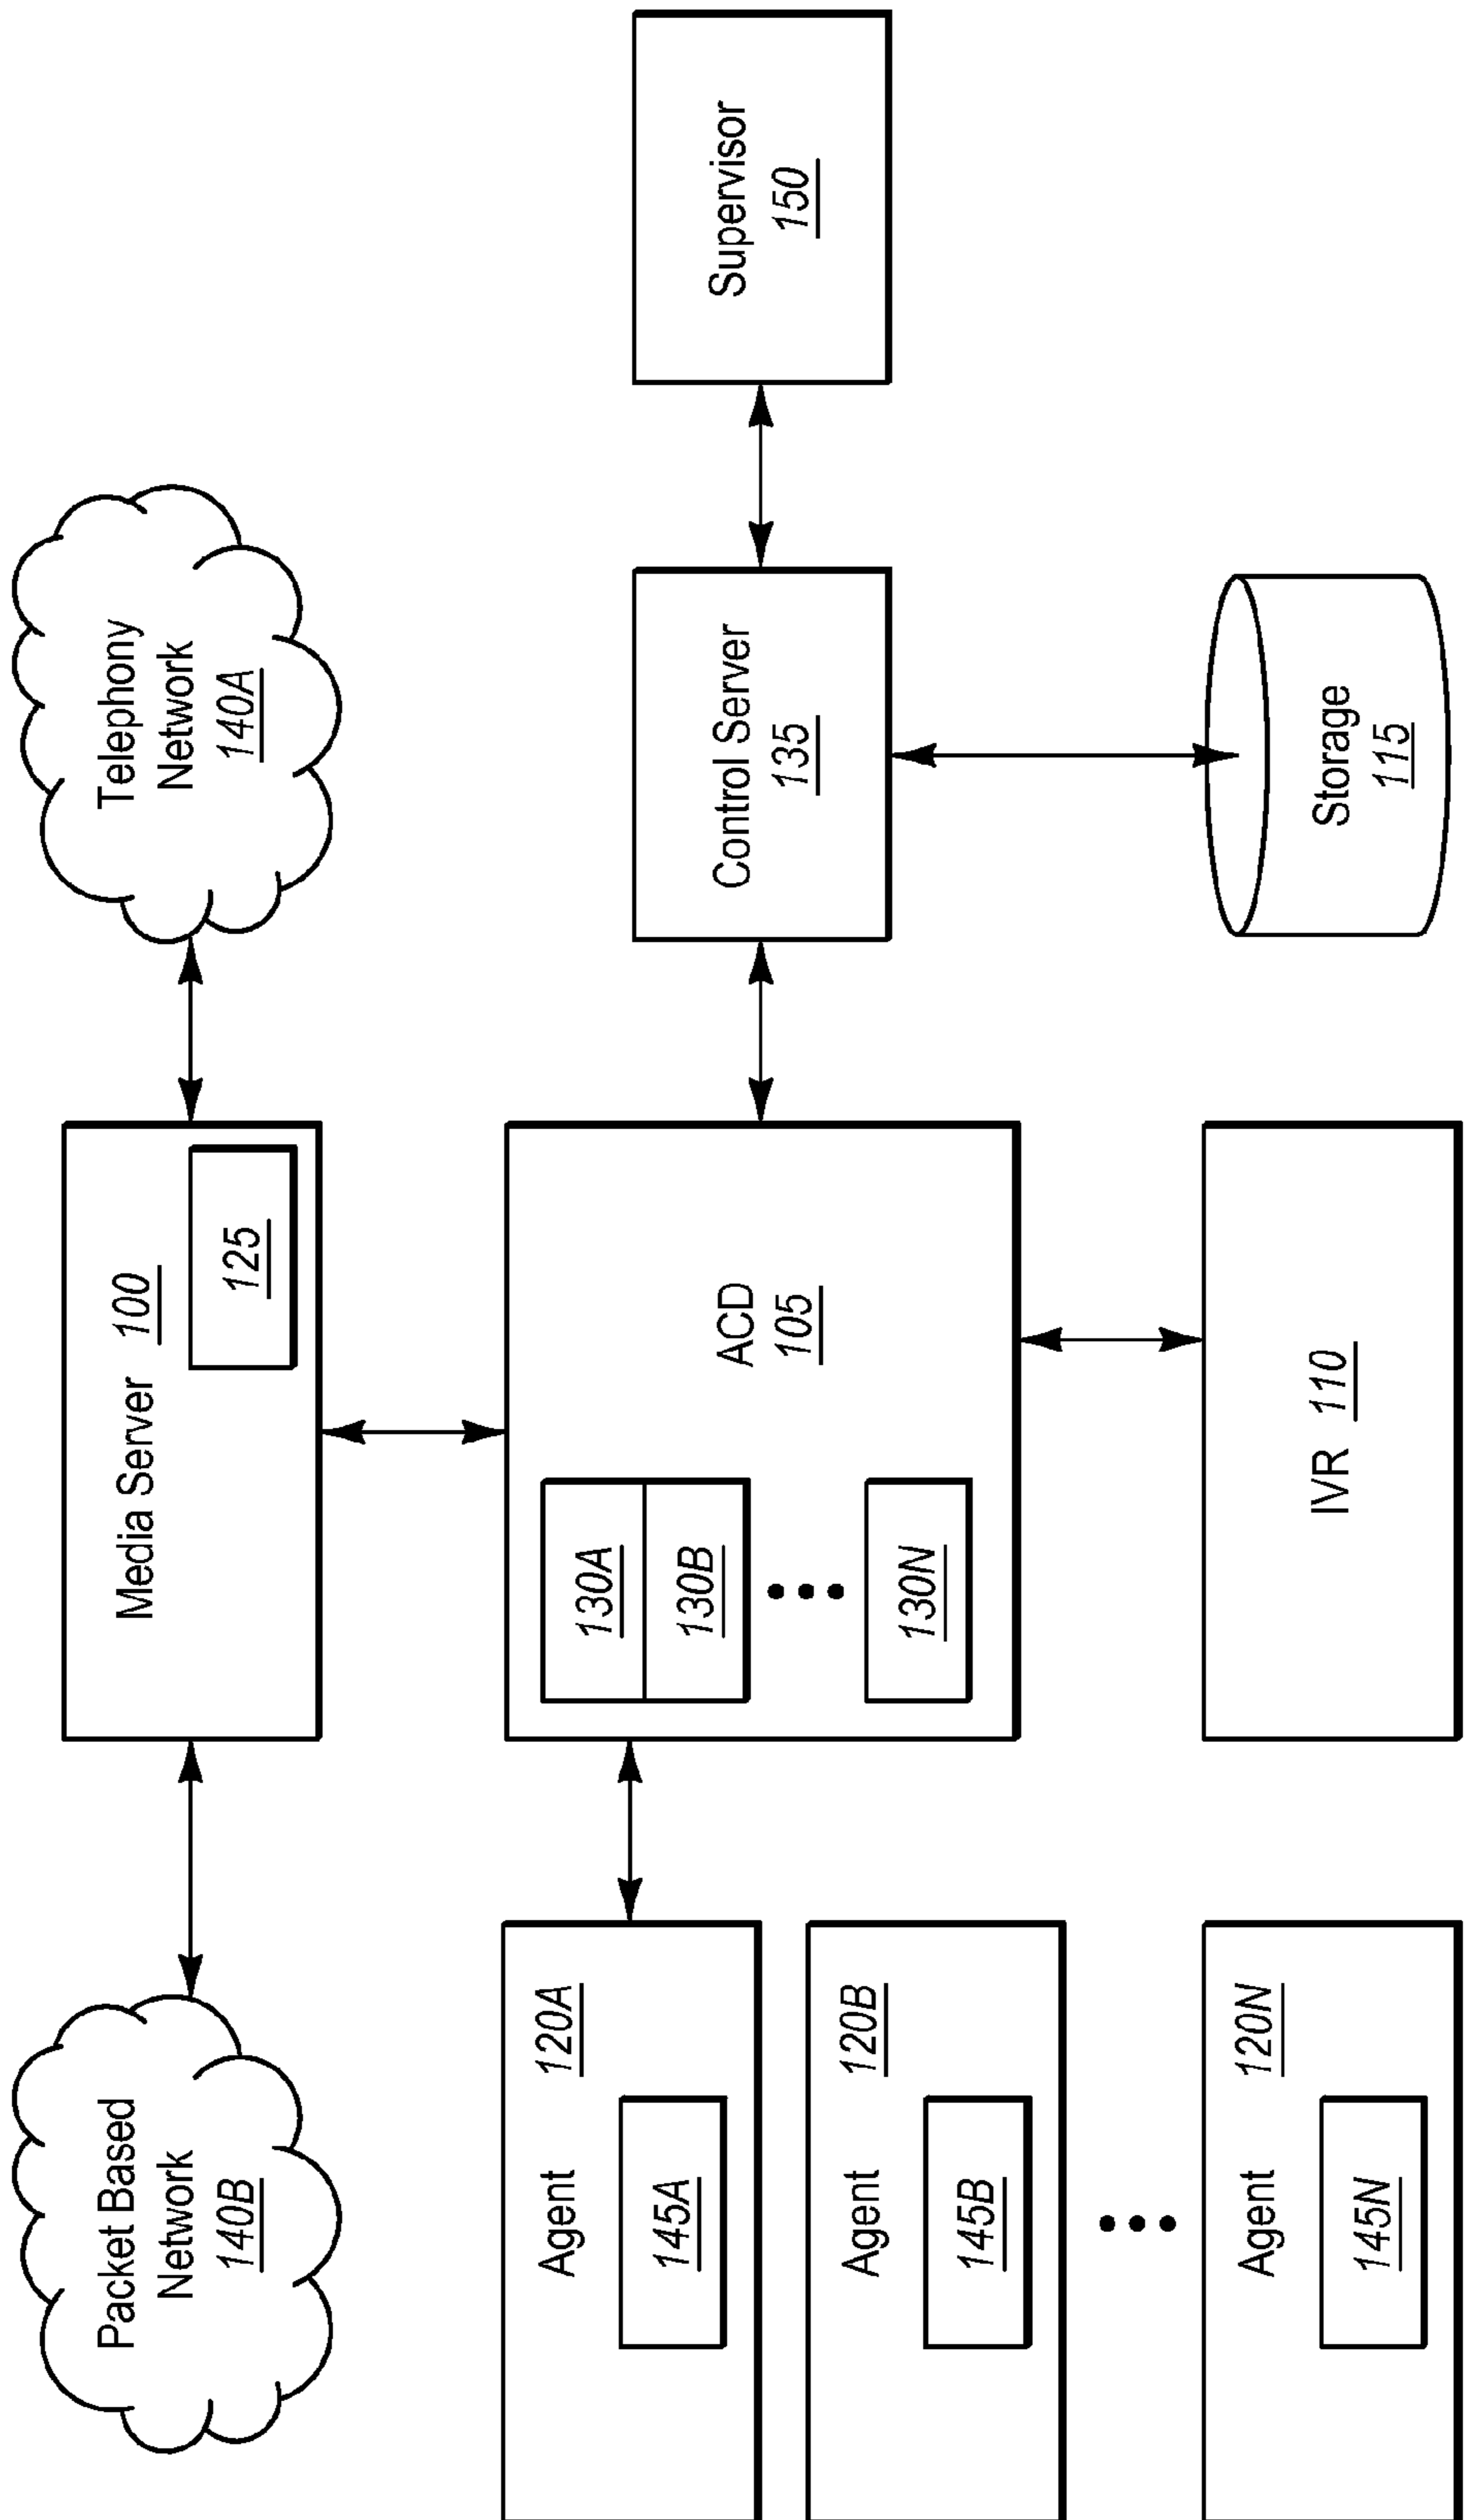 Packet Based
Network
140B
Media Server 100
125
Telephony
Network
140A
Agent 120A
145A
Agent 120B
145B
Agent 120N
145N
130A
130B
130N
ACD
105
Control Server
135
Supervisor
150
IVR 110
Storage
115